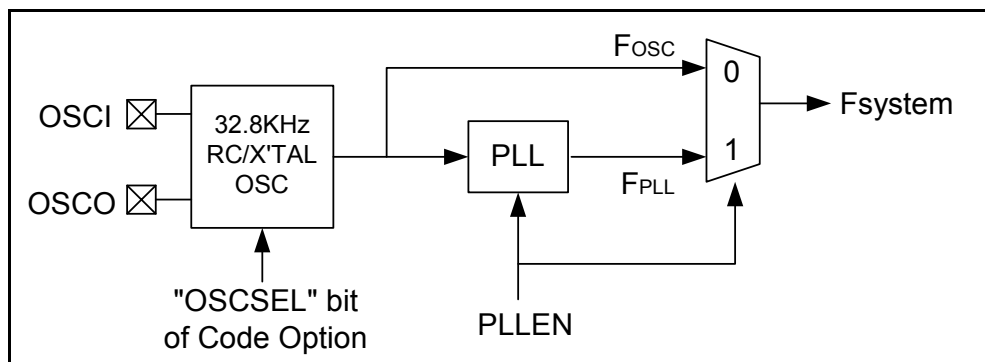 OSCI
OSCO
32.8KHz
RC/X'TAL
OSC
"OSCSEL" bit
of Code Option
PLL
PLLEN
FOSC
FPLL
0
1
Fsystem